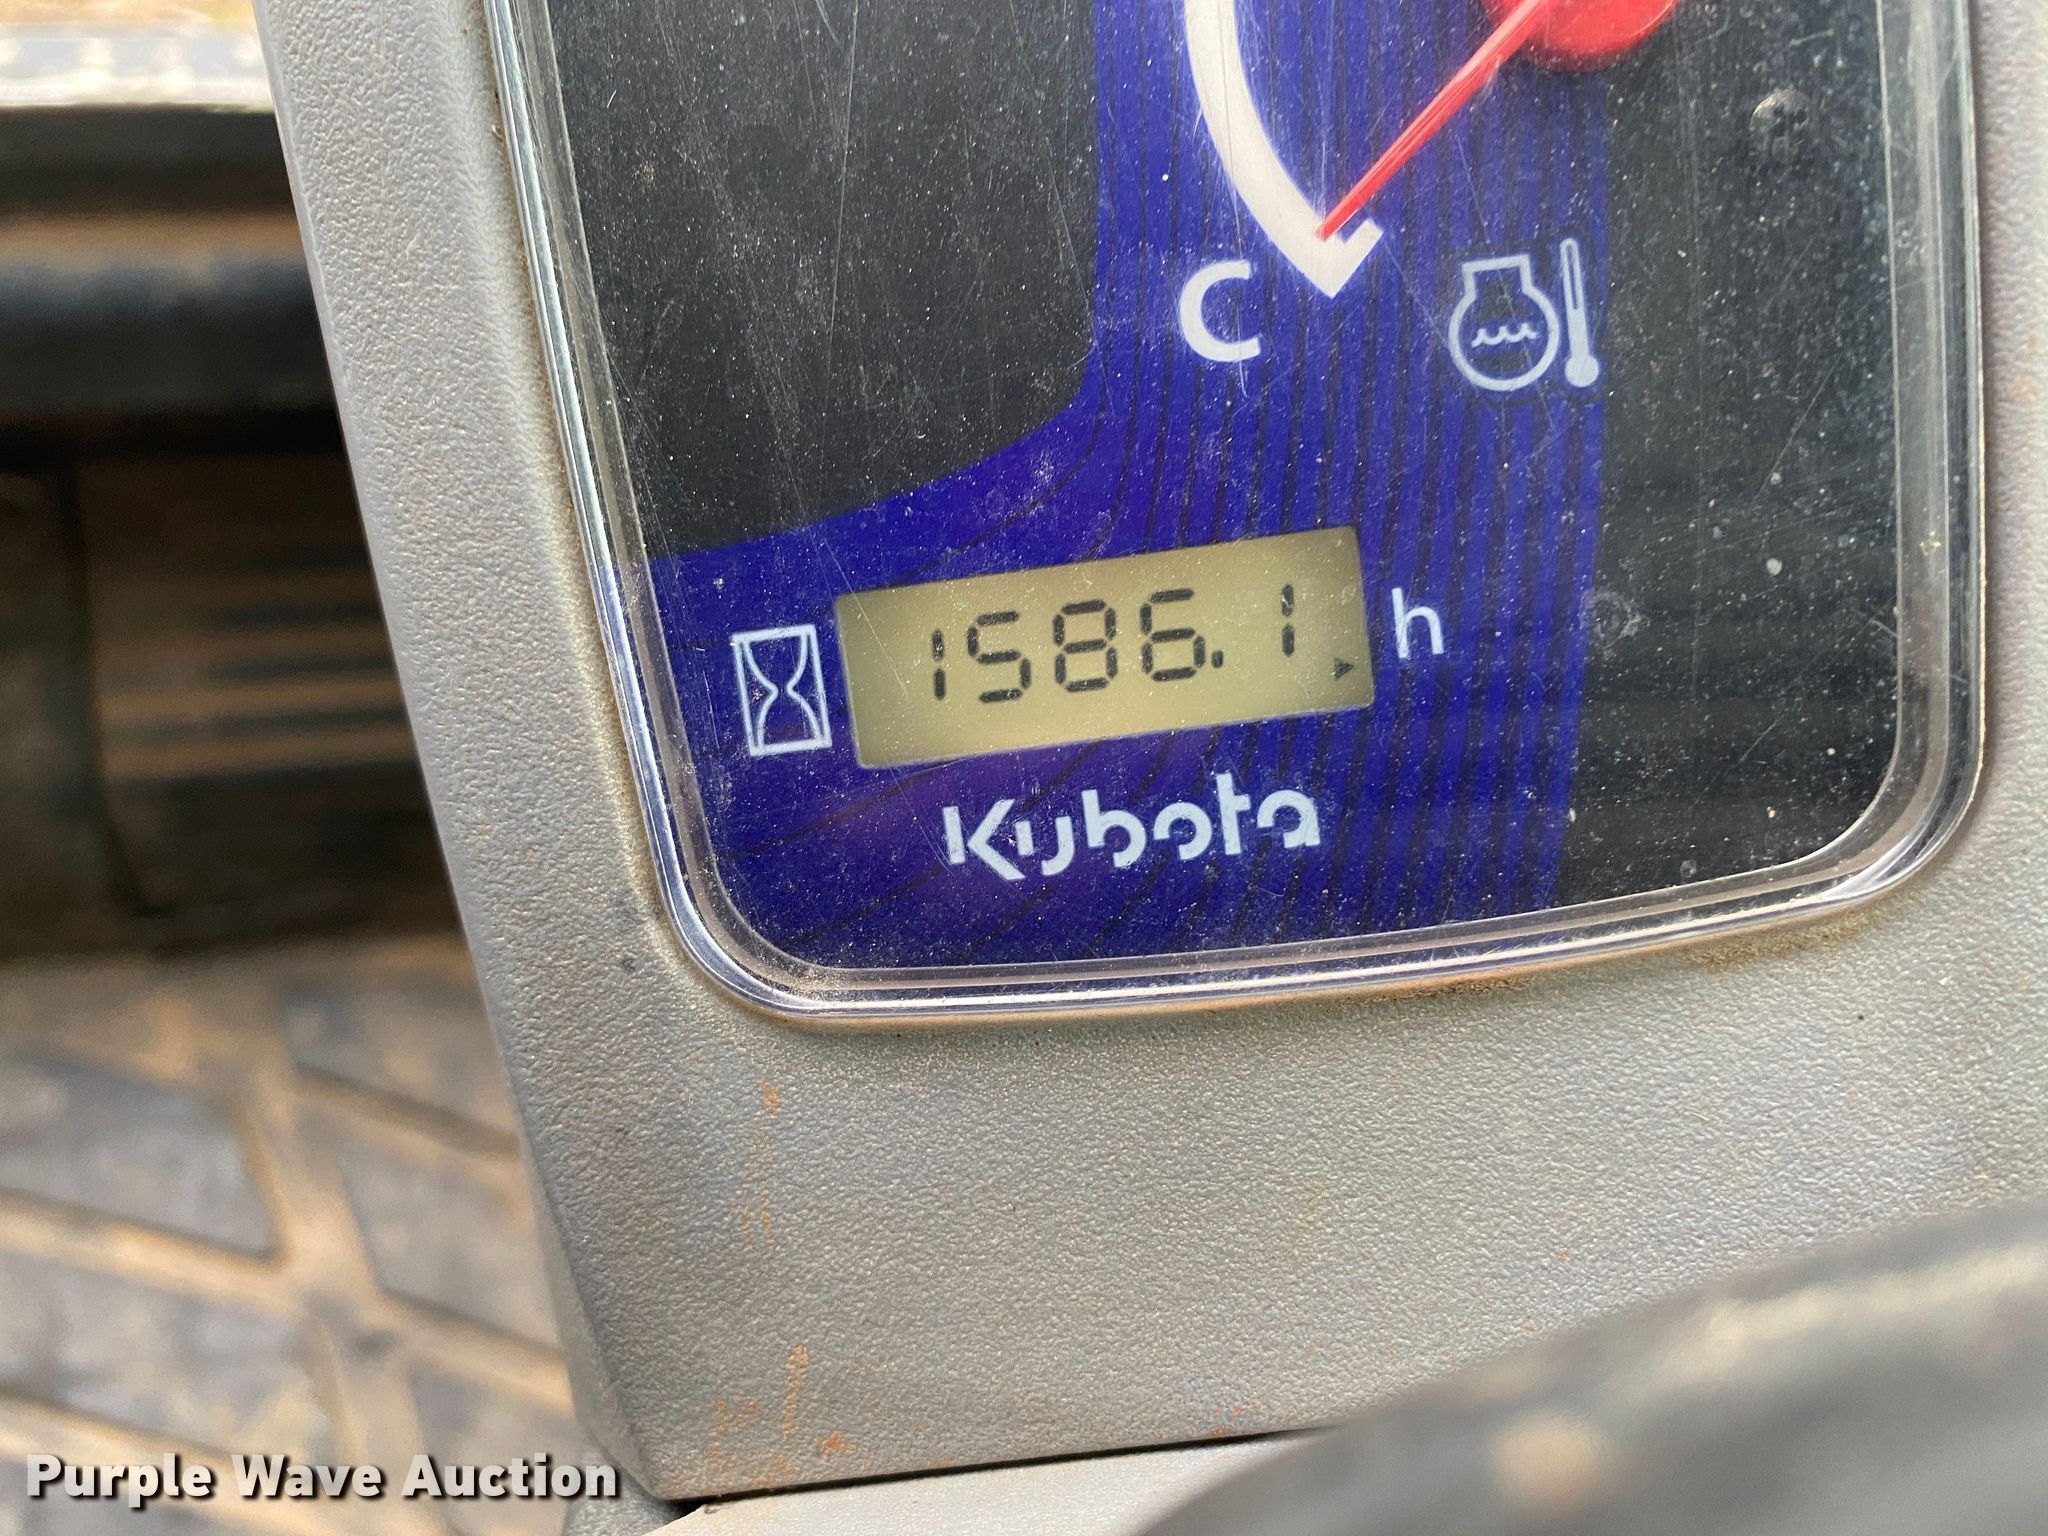 C
1586.1 h
Kubota
Purple Wave Auction